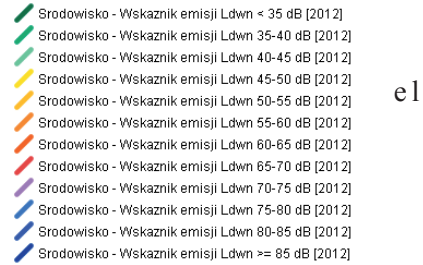 Srodowisko - Wskaznik emisji Ldwn < 35 dB [2012]
Srodowisko - Wskaznik emisji Ldwn 35-40 dB [2012]
Srodowisko - Wskaznik emisji Ldwn 40-45 dB [2012]
Srodowisko - Wskaznik emisji Ldwn 45-50 dB [2012]
Srodowisko - Wskaznik emisji Ldwn 50-55 dB [2012]
Srodowisko - Wskaznik emisji Ldwn 55-60 dB [2012]
Srodowisko - Wskaznik emisji Ldwn 60-65 dB [2012]
Srodowisko - Wskaznik emisji Ldwn 65-70 dB [2012]
Srodowisko - Wskaznik emisji Ldwn 70-75 dB [2012]
Srodowisko - Wskaznik emisji Ldwn 75-80 dB [2012]
Srodowisko - Wskaznik emisji Ldwn 80-85 dB [2012]
Srodowisko - Wskaznik emisji Ldwn >= 85 dB [2012]
el